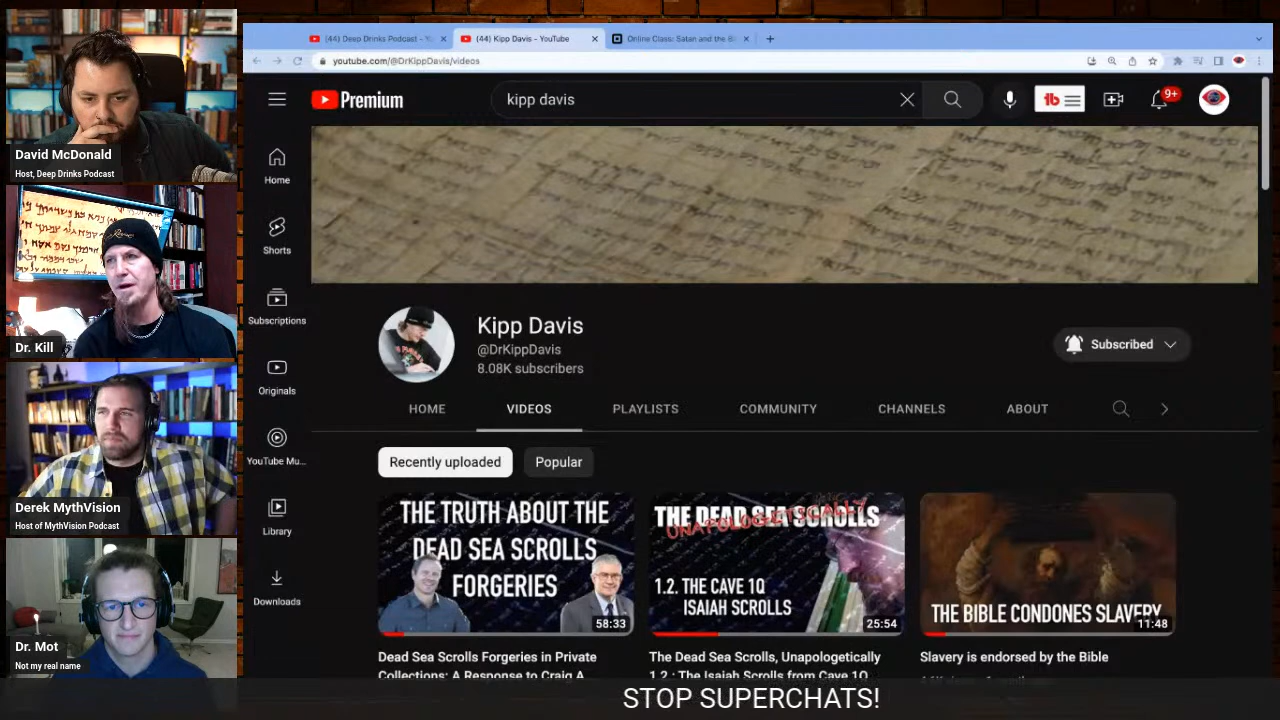 David McDonald
Host, Deep Drinks Podcast
Dr. Kill
Derek MythVision
Host of MythVision Podcast
Dr. Mot
Not my real name
(44) Deep Drinks Podcast - Yo
(44) Kipp Davis - YouTube
Online Class: Satan and the B
youtube.com/@DrKippDavis/videos
Premium
kipp davis
9+
Home
Shorts
Subscriptions
Originals
YouTube Mu...
Library
Downloads
Kipp Davis
@DrKippDavis
8.08K subscribers
Subscribed
HOME
VIDEOS
PLAYLISTS
COMMUNITY
CHANNELS
ABOUT
Recently uploaded
Popular
THE TRUTH ABOUT THE
DEAD SEA SCROLLS
FORGERIES
58:33
THE DEAD SEA SCROLLS
UNAPOLOGETICALLY
1.2. THE CAVE 1Q
ISAIAH SCROLLS
25:54
THE BIBLE CONDONES SLAVERY
11:48
Dead Sea Scrolls Forgeries in Private
Collections: A Response to Craig A.
The Dead Sea Scrolls, Unapologetically
1.2.: The Isaiah Scrolls from Cave 1Q
Slavery is endorsed by the Bible
STOP SUPERCHATS!